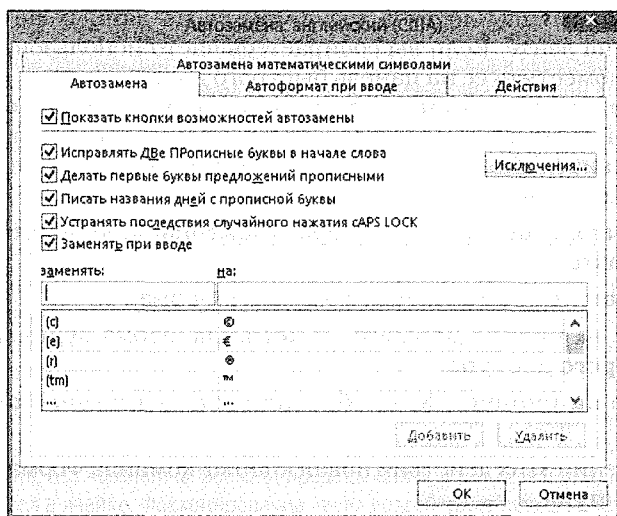 Автозамена: английский (США) ? ✕
Автозамена математическими символами
Автозамена Автоформат при вводе Действия
Показать кнопки возможностей автозамены
Исправлять ДВе ПРописные буквы в начале слова
Исключения...
Делать первые буквы предложений прописными
Писать названия дней с прописной буквы
Устранять последствия случайного нажатия cAPS LOCK
Заменять при вводе
заменять: на:
(c) ©
(e) €
(r) ®
(tm) ™
... ...
Добавить Удалить
ОК Отмена